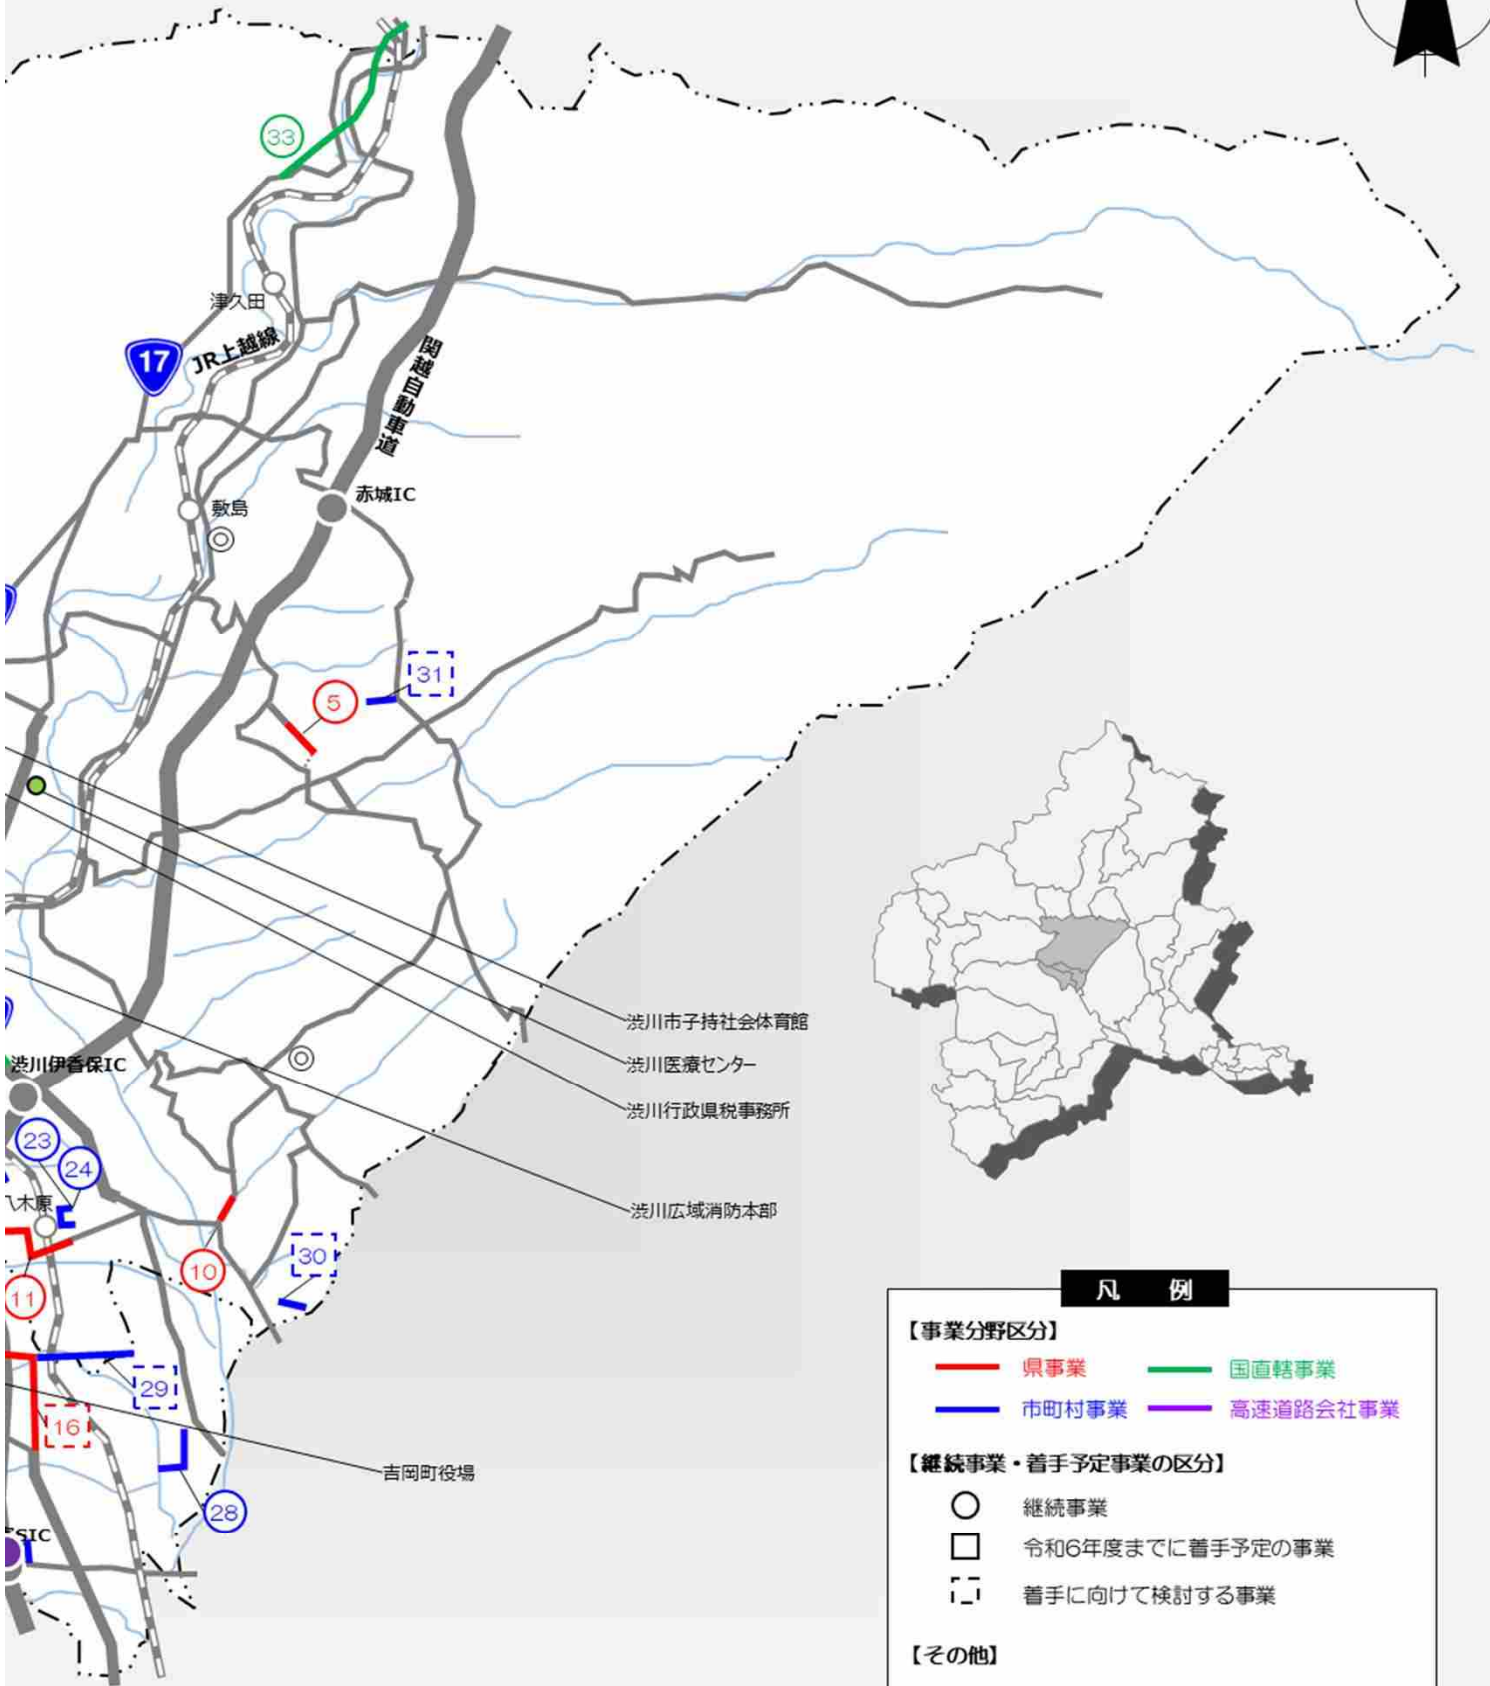 33
津久田
17
JR上越線
関越自動車道
赤城IC
敷島
31
5
渋川市子持社会体育館
渋川医療センター
渋川行政県税事務所
渋川伊香保IC
23
24
八木原
渋川広域消防本部
10
30
11
29
16
吉岡町役場
28
SIC
凡 例
【事業分野区分】
県事業 国直轄事業
市町村事業 高速道路会社事業
【継続事業・着手予定事業の区分】
継続事業
令和6年度までに着手予定の事業
着手に向けて検討する事業
【その他】